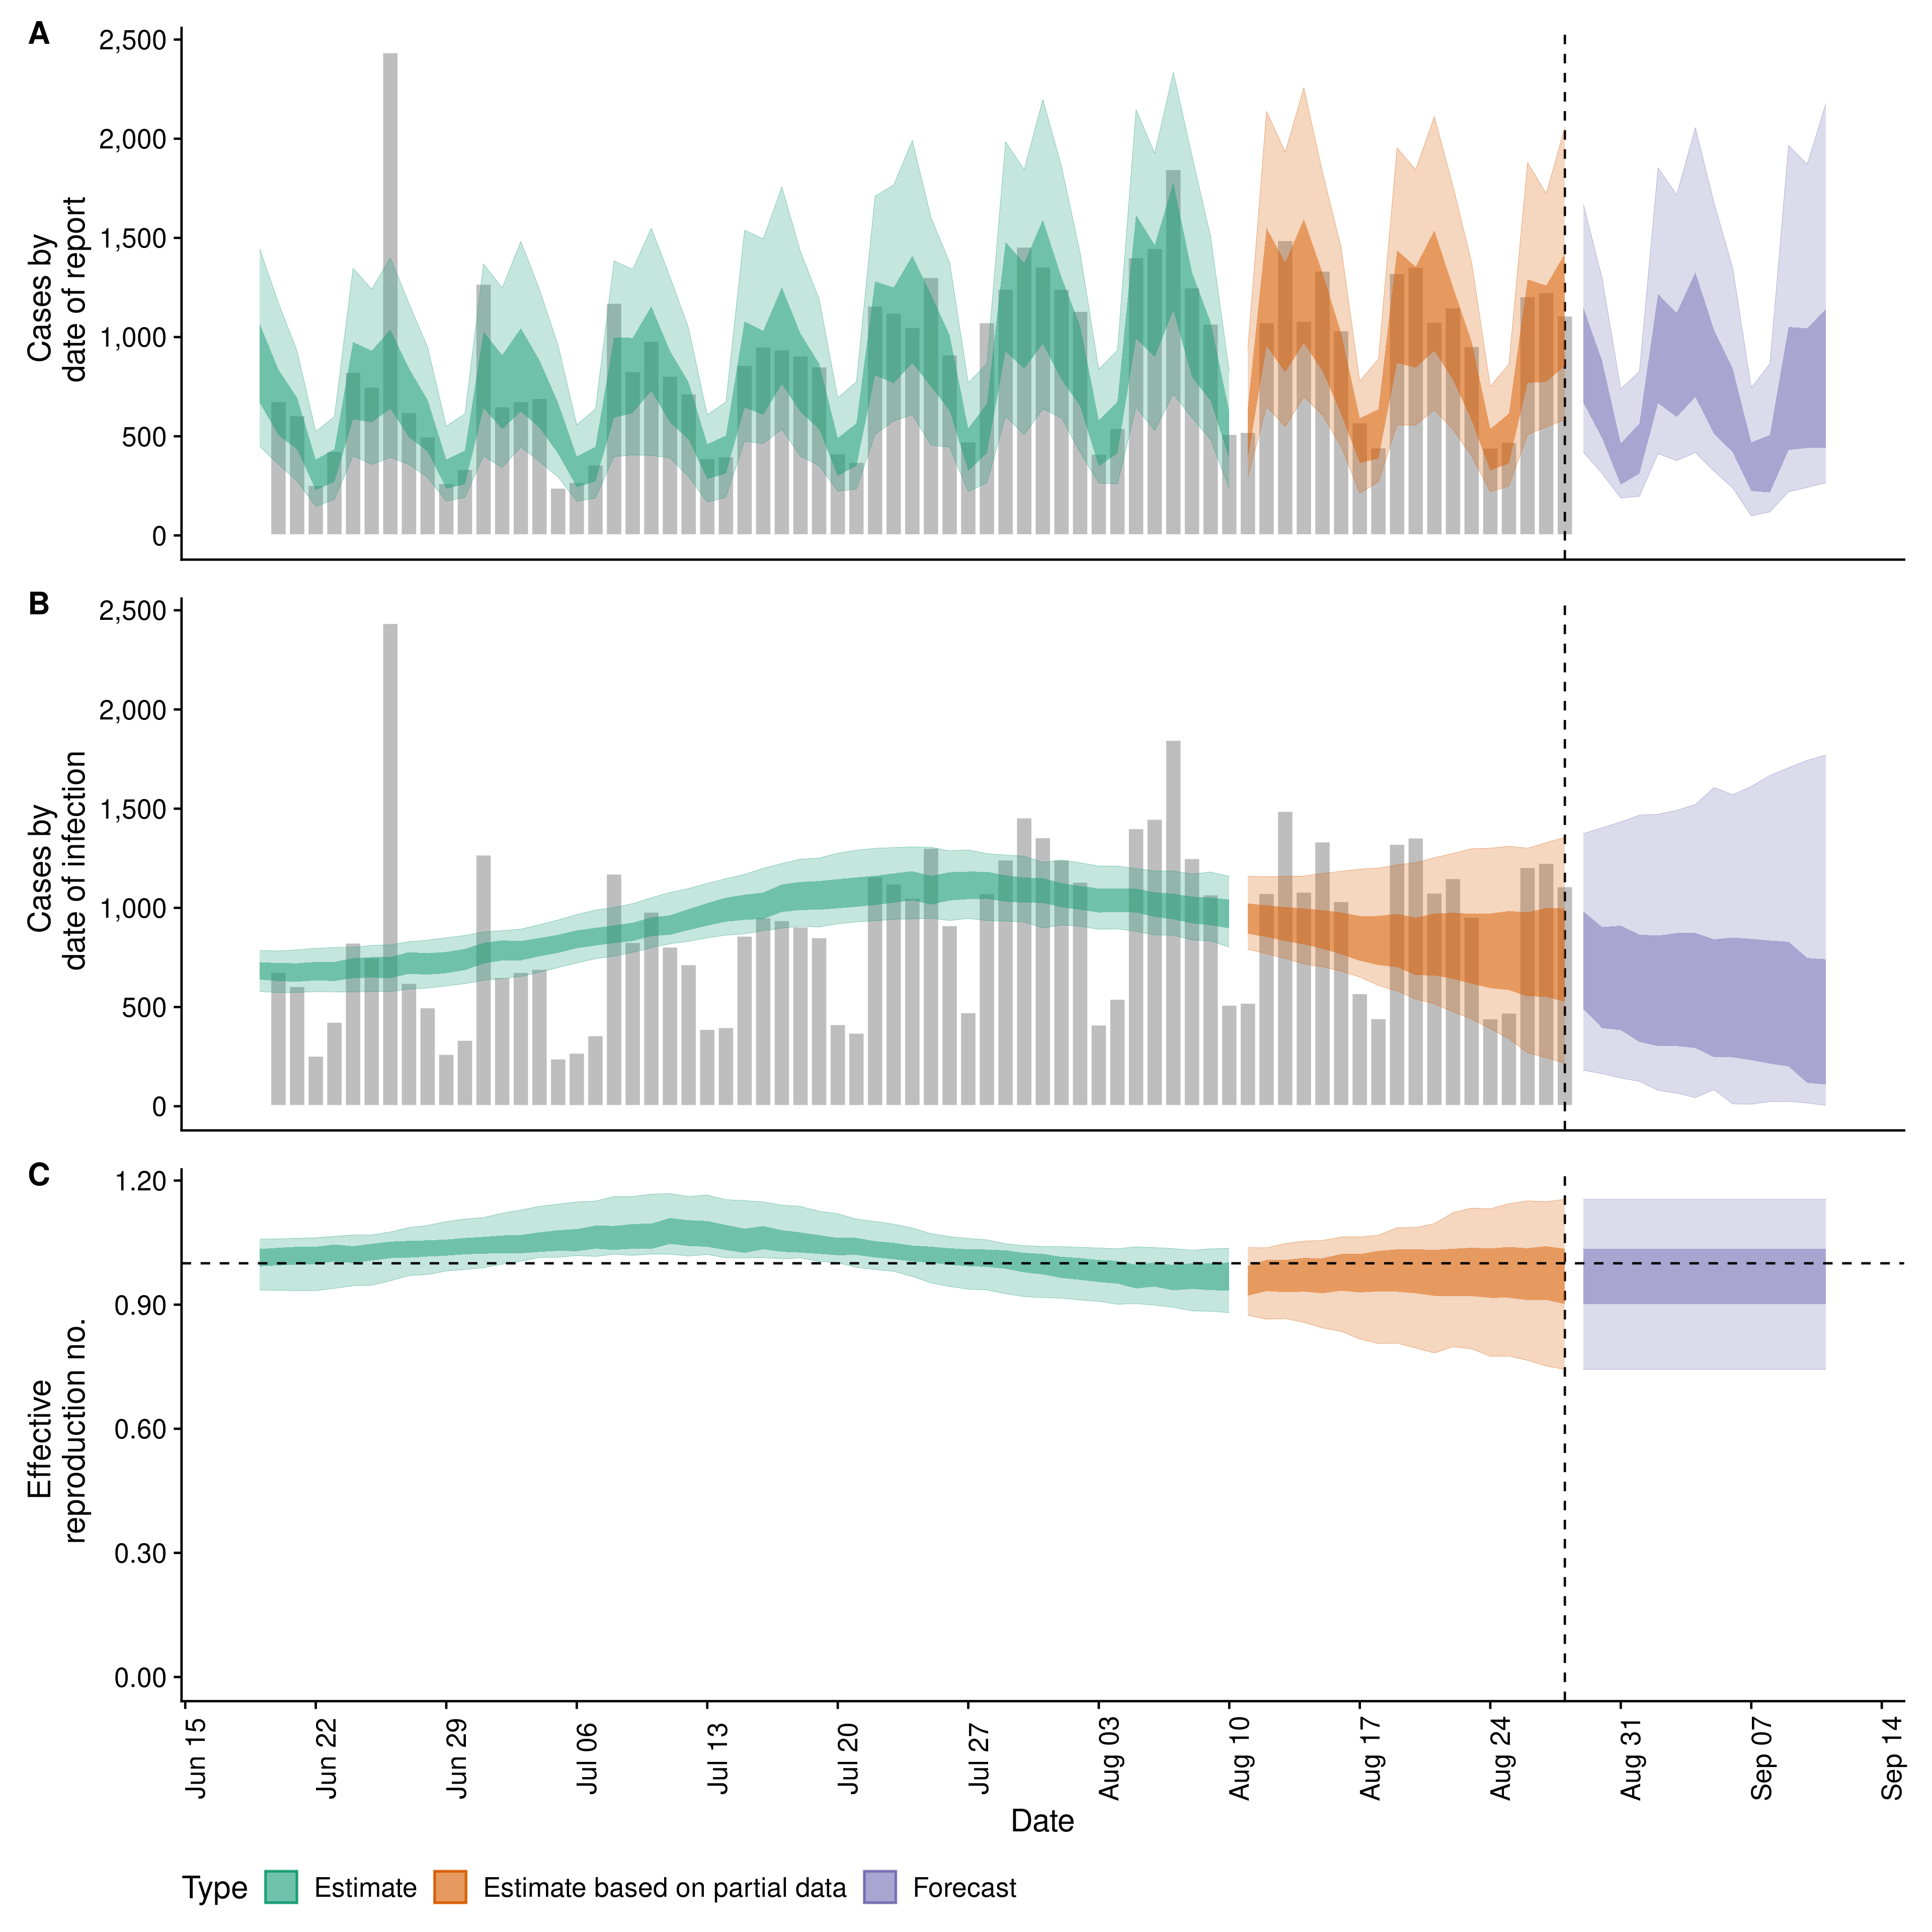 A
2,500
2,000
1,500
1,000
500
0
Cases by
date of report
B
2,500
2,000
1,500
1,000
500
0
Cases by
date of infection
C
1.20
0.90
0.60
0.30
0.00
Effective
reproduction no.
Jun 15
Jun 22
Jun 29
Jul 06
Jul 13
Jul 20
Jul 27
Aug 03
Aug 10
Aug 17
Aug 24
Aug 31
Sep 07
Sep 14
Date
Type Estimate Estimate based on partial data Forecast